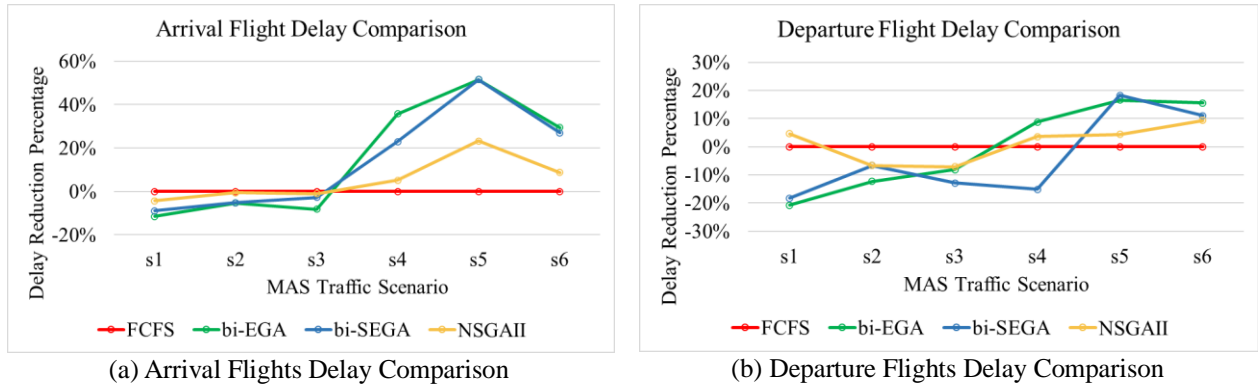 Arrival Flight Delay Comparison
Delay Reduction Percentage
60%
40%
20%
0%
-20%
s1 s2 s3 s4 s5 s6
MAS Traffic Scenario
FCFS bi-EGA bi-SEGA NSGAII
(a) Arrival Flights Delay Comparison
Departure Flight Delay Comparison
Delay Reduction Percentage
30%
20%
10%
0%
-10%
-20%
-30%
s1 s2 s3 s4 s5 s6
MAS Traffic Scenario
FCFS bi-EGA bi-SEGA NSGAII
(b) Departure Flights Delay Comparison